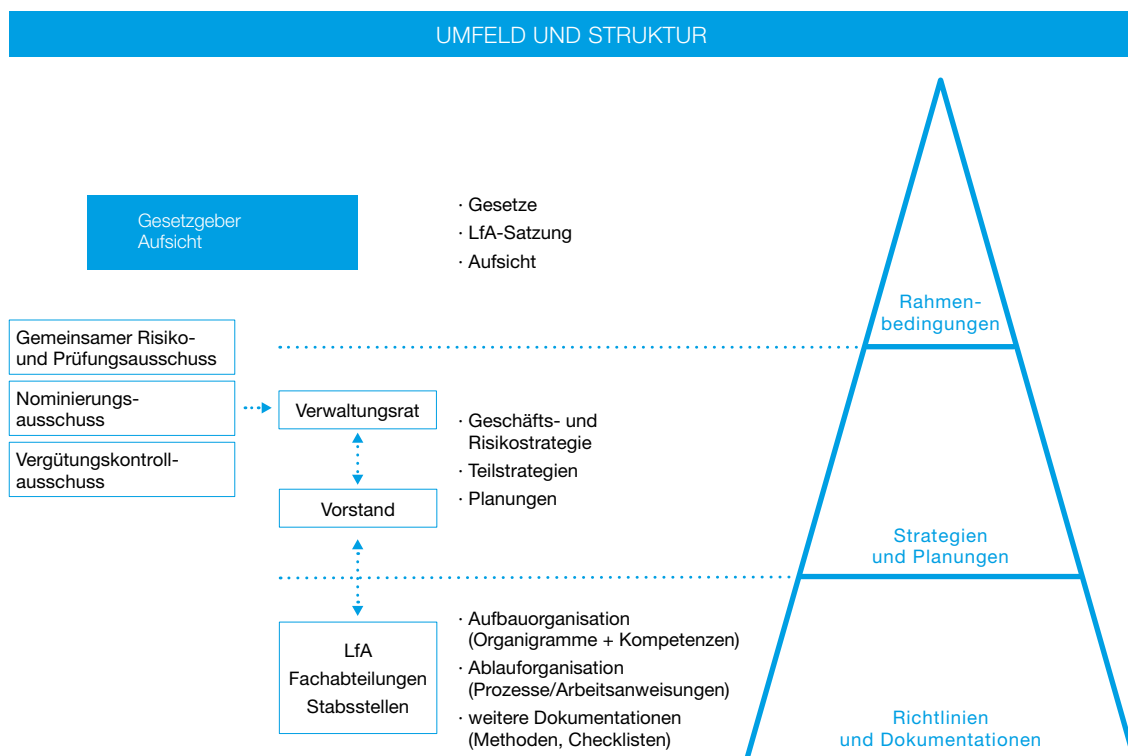 UMFELD UND STRUKTUR
Gesetzgeber
Aufsicht
· Gesetze
· LfA-Satzung
· Aufsicht
Rahmen-
bedingungen
Gemeinsamer Risiko-
und Prüfungsausschuss
Nominierungs-
ausschuss
Vergütungskontroll-
ausschuss
Verwaltungsrat
Vorstand
· Geschäfts- und
Risikostrategie
· Teilstrategien
· Planungen
Strategien
und Planungen
LfA
Fachabteilungen
Stabsstellen
· Aufbauorganisation
(Organigramme + Kompetenzen)
· Ablauforganisation
(Prozesse/Arbeitsanweisungen)
· weitere Dokumentationen
(Methoden, Checklisten)
Richtlinien
und Dokumentationen